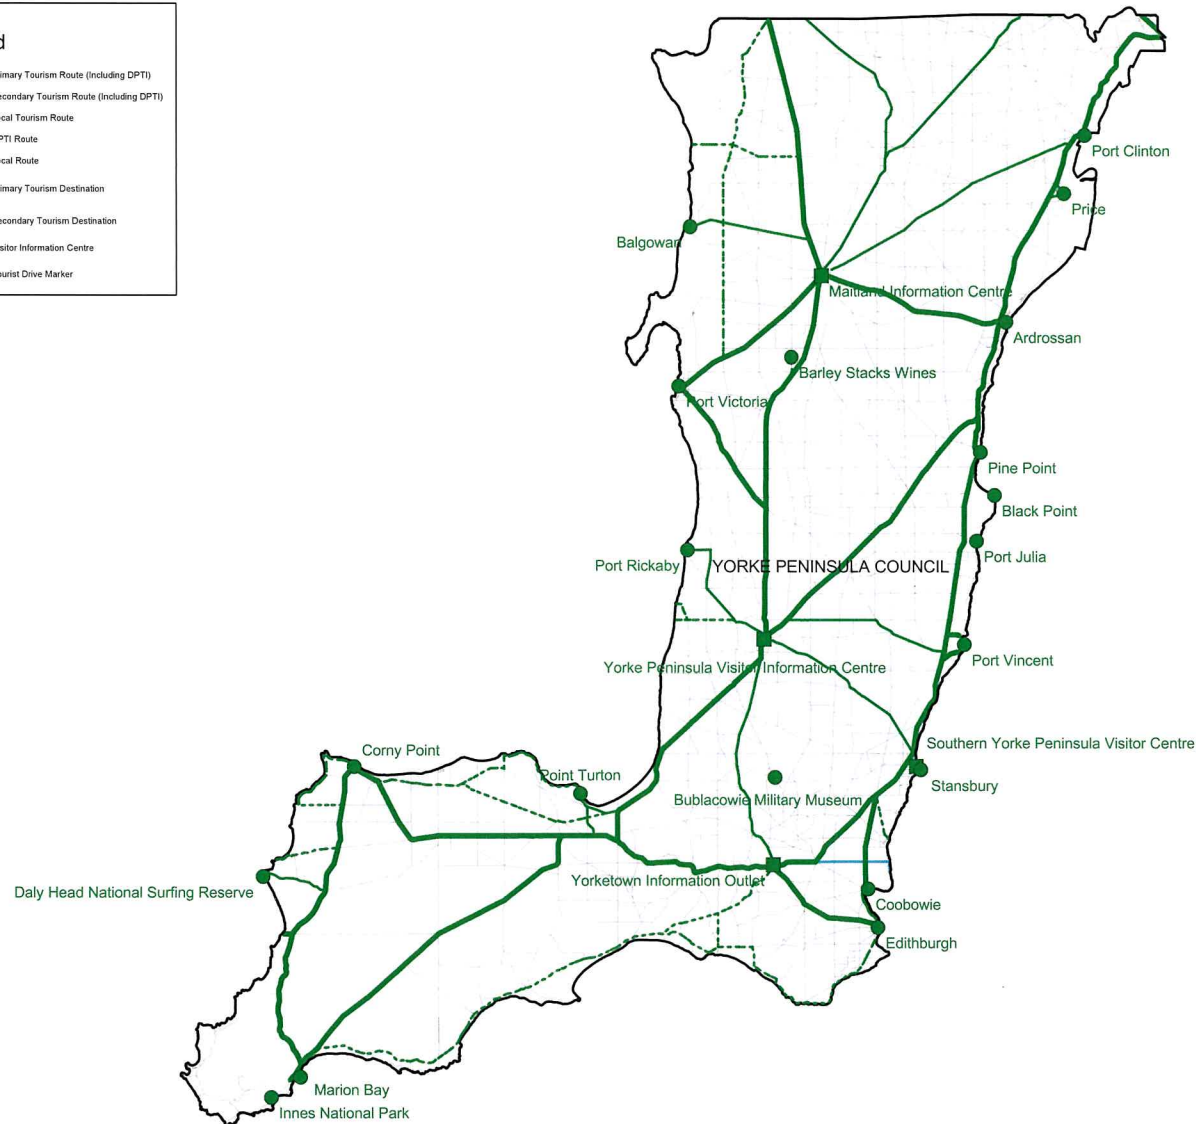 d
imary Tourism Route (Including DPTI)
econdary Tourism Route (Including DPTI)
cal Tourism Route
PTI Route
cal Route
imary Tourism Destination
econdary Tourism Destination
sitor Information Centre
urist Drive Marker
Port Clinton
Price
Balgowan
Maitland Information Centre
Ardrossan
Barley Stacks Wines
Port Victoria
Pine Point
Black Point
Port Julia
Port Rickaby
YORKE PENINSULA COUNCIL
Port Vincent
Yorke Peninsula Visitor Information Centre
Southern Yorke Peninsula Visitor Centre
Corny Point
Point Turton
Stansbury
Bublacowie Military Museum
Yorketown Information Outlet
Daly Head National Surfing Reserve
Coobowie
Edithburgh
Marion Bay
Innes National Park